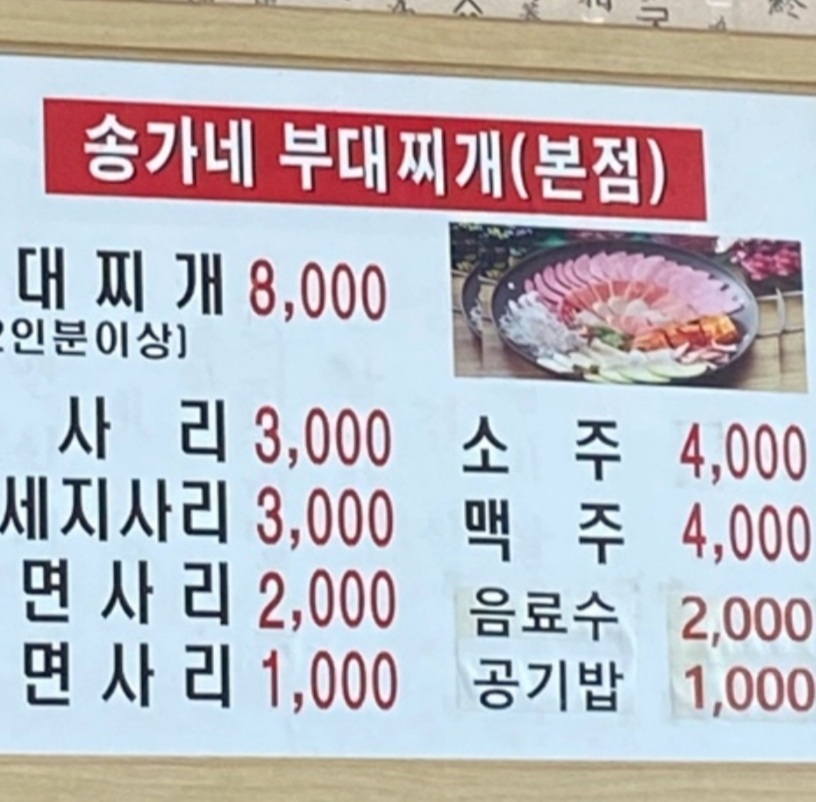 송가네 부대찌개(본점)
대찌개 8,000
2인분이상)
사리 3,000
세지사리 3,000
면사리 2,000
면사리 1,000
소주 4,000
맥주 4,000
음료수 2,000
공기밥 1,000